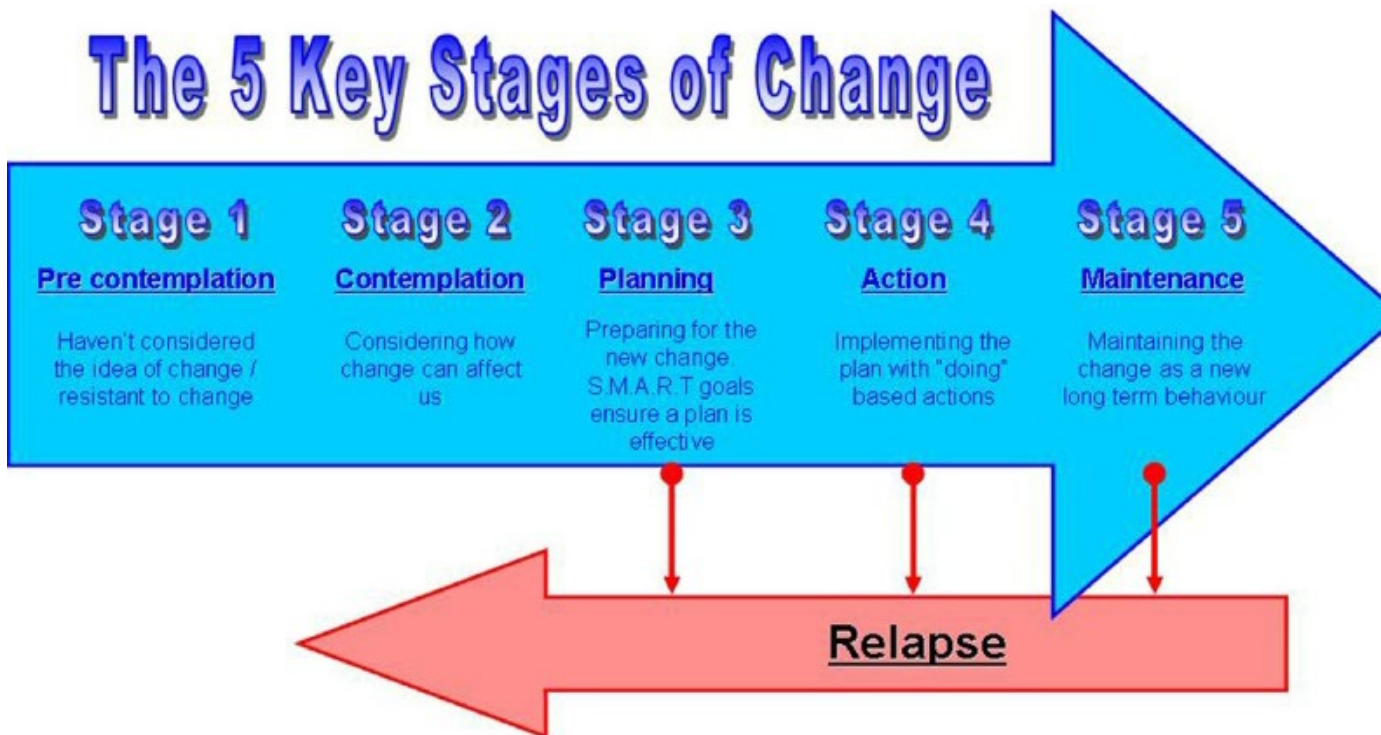 The 5 Key Stages of Change
Stage 1
Pre contemplation
Haven't considered
the idea of change /
resistant to change
Stage 2
Contemplation
Considering how
change can affect
us
Stage 3
Planning
Preparing for the
new change.
S.M.A.R.T goals
ensure a plan is
effective
Stage 4
Action
Implementing the
plan with "doing"
based actions
Stage 5
Maintenance
Maintaining the
change as a new
long term behaviour
Relapse